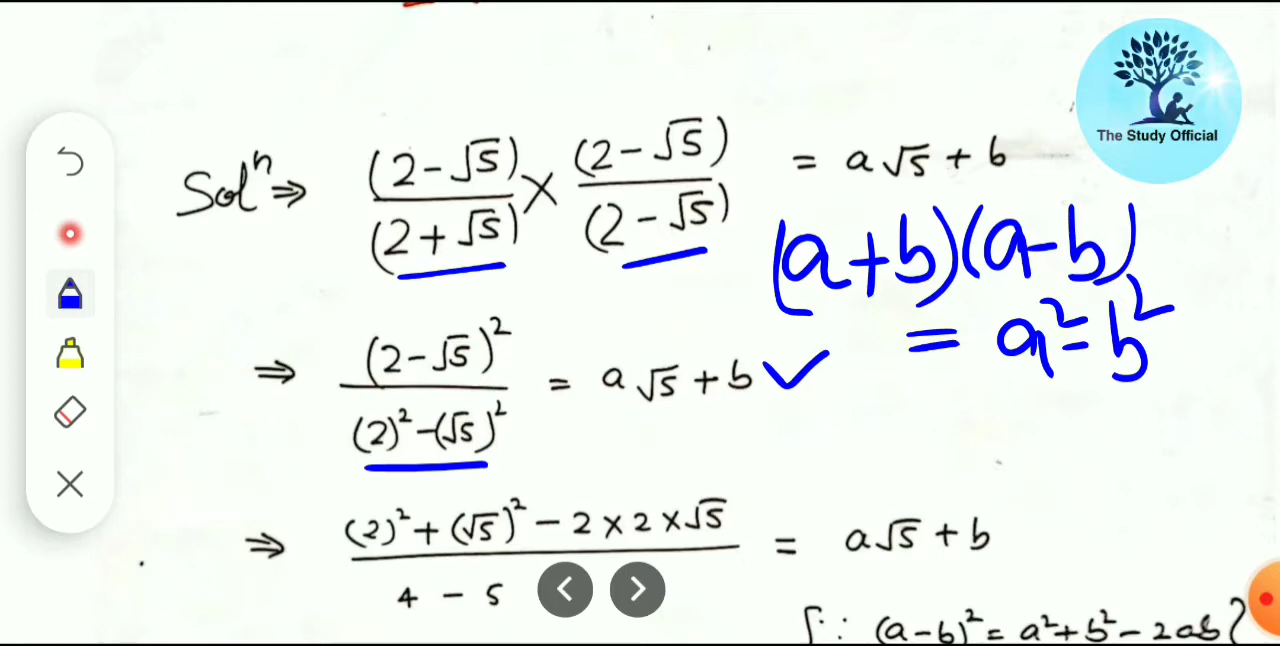 The Study Official
Solⁿ ⇒ (2-√5)/(2+√5) × (2-√5)/(2-√5) = a√5 + b
(a+b)(a-b)
= a²-b²
⇒ (2-√5)²/((2)²-(√5)²) = a√5 + b ✓
⇒ ((2)² + (√5)² - 2 × 2 × √5)/(4 - 5) = a√5 + b
∵ (a-b)² = a² + b² - 2ab